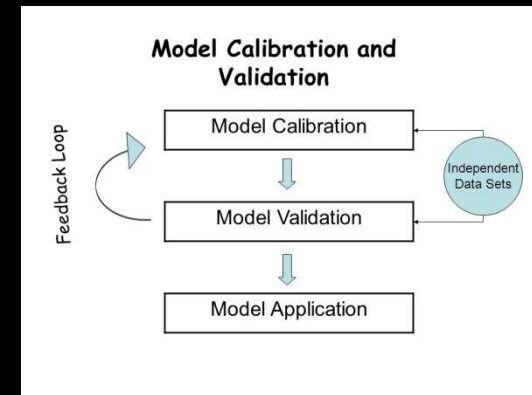 Model Calibration and
Validation
Feedback Loop
Model Calibration
Independent
Data Sets
Model Validation
Model Application